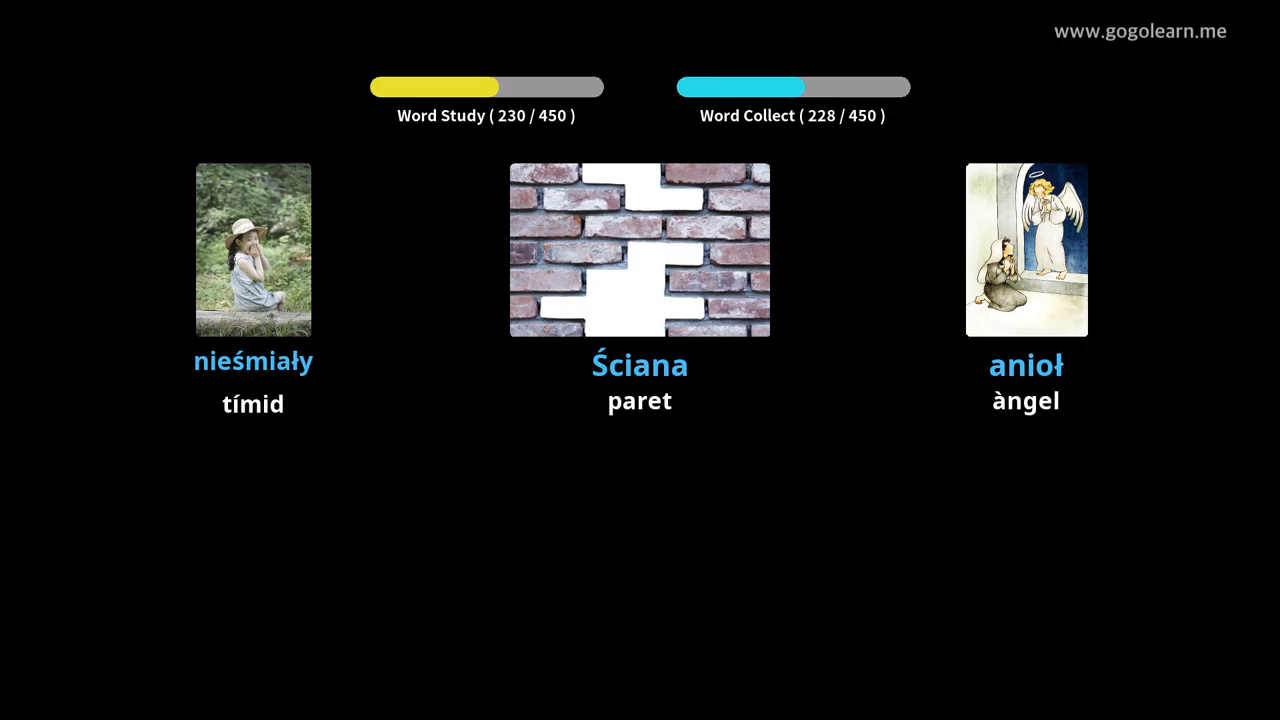 www.gogolearn.me
Word Study ( 230 / 450 )
Word Collect ( 228 / 450 )
nieśmiały
Ściana
anioł
tímid
paret
àngel